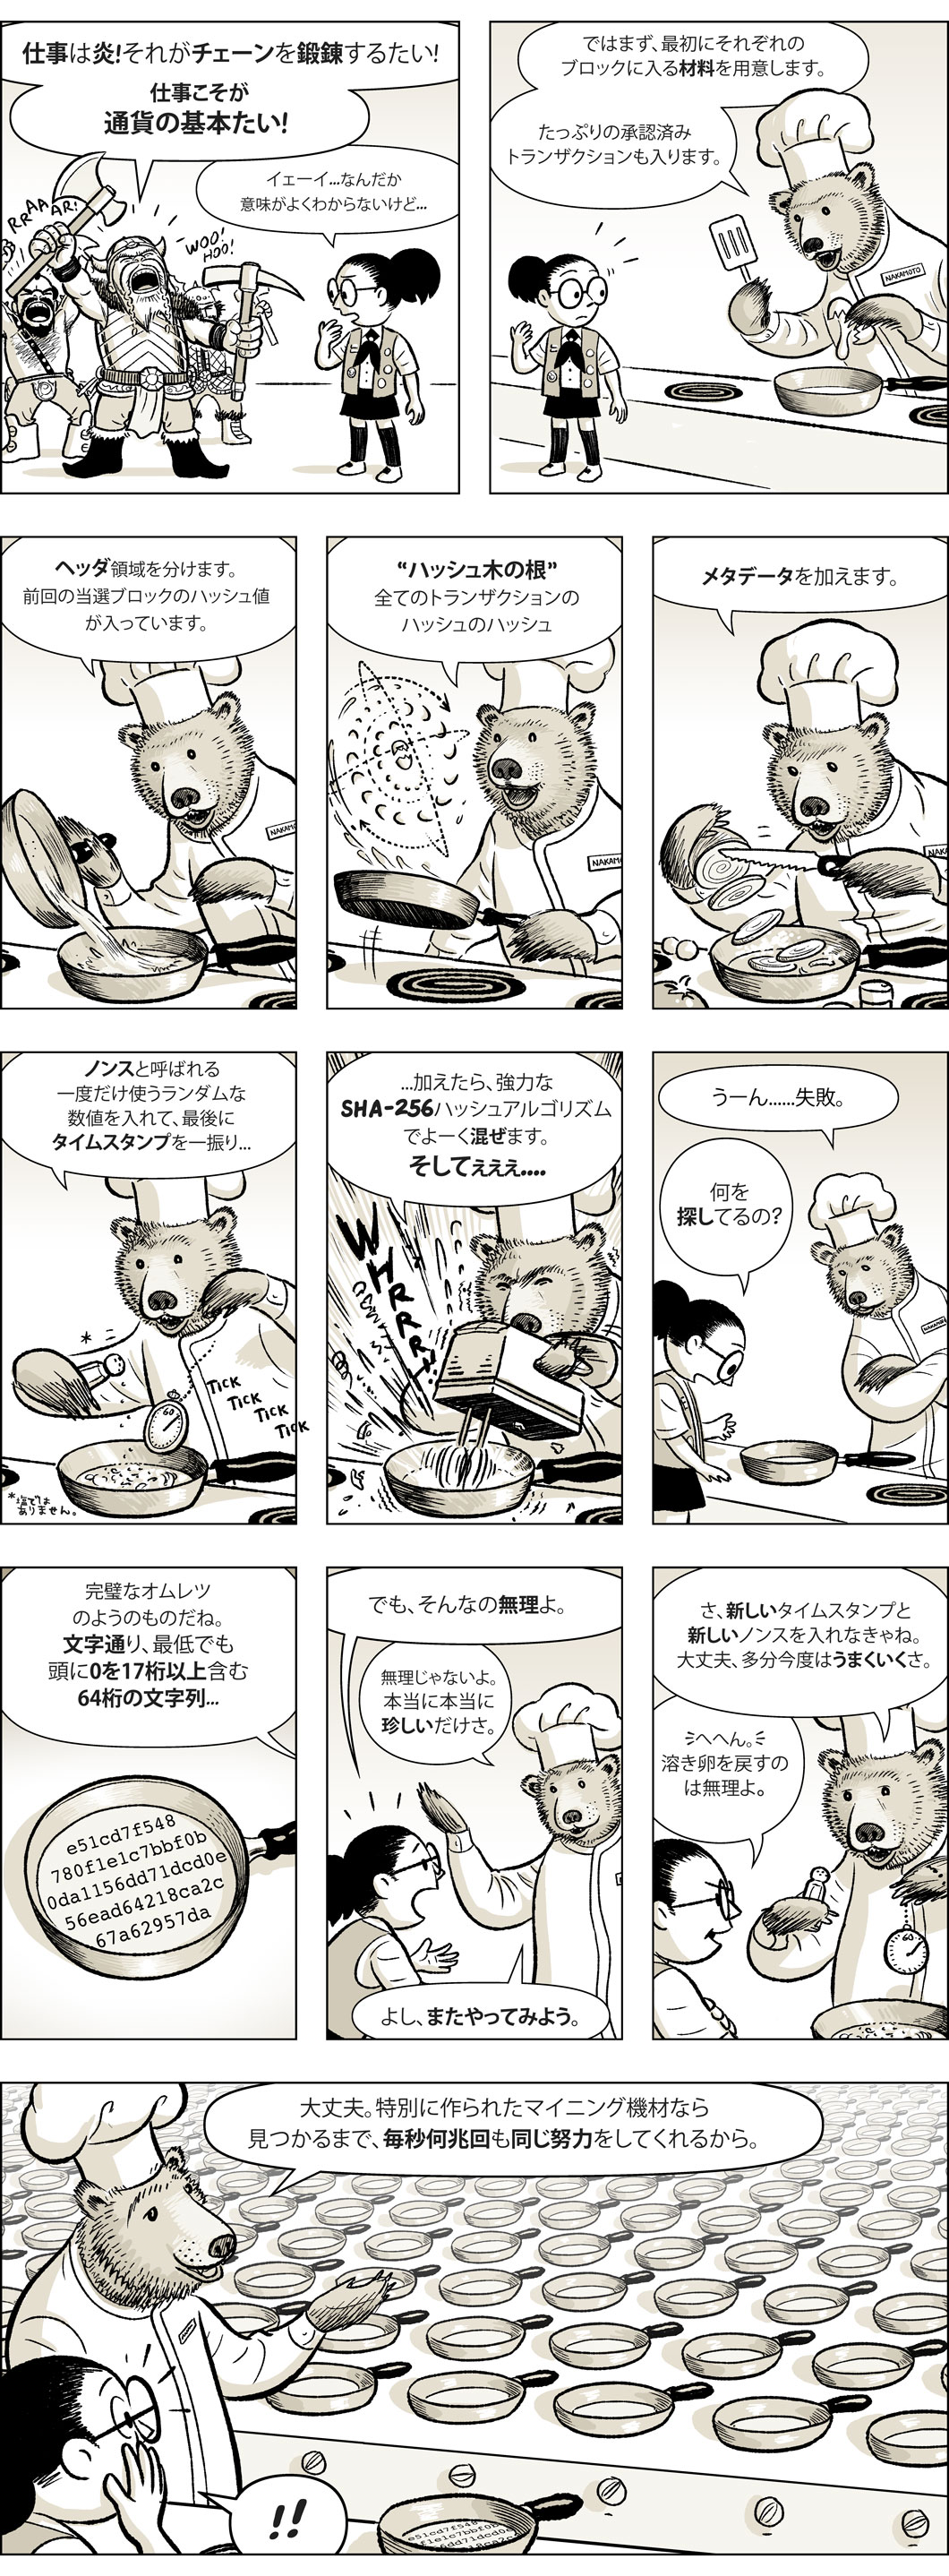 仕事は炎!それがチェーンを鍛錬するたい!
仕事こそが
通貨の基本たい!
イェーイ...なんだか
意味がよくわからないけど...
RRAAAAR!
WOO!
HOO!
ではまず、最初にそれぞれの
ブロックに入る材料を用意します。
たっぷりの承認済み
トランザクションも入ります。
NAKAMOTO
ヘッダ領域を分けます。
前回の当選ブロックのハッシュ値
が入っています。
“ハッシュ木の根”
全てのトランザクションの
ハッシュのハッシュ
メタデータを加えます。
ノンスと呼ばれる
一度だけ使うランダムな
数値を入れて、最後に
タイムスタンプを一振り...
*
60
TICK
TICK
TICK
TICK
*塩では
ありません。
...加えたら、強力な
SHA-256ハッシュアルゴリズム
でよーく混ぜます。
そしてぇぇぇ....
WHRRRR!
うーん......失敗。
何を
探してるの?
完璧なオムレツ
のようのものだね。
文字通り、最低でも
頭に0を17桁以上含む
64桁の文字列...
e51cd7f548
780f1e1c7bbf0b
0da1156dd71dcd0e
56ead64218ca2c
67a62957da
でも、そんなの無理よ。
無理じゃないよ。
本当に本当に
珍しいだけさ。
よし、またやってみよう。
さ、新しいタイムスタンプと
新しいノンスを入れなきゃね。
大丈夫、多分今度はうまくいくさ。
へへん。
溶き卵を戻すの
は無理よ。
60
大丈夫。特別に作られたマイニング機材なら
見つかるまで、毎秒何兆回も同じ努力をしてくれるから。
!!